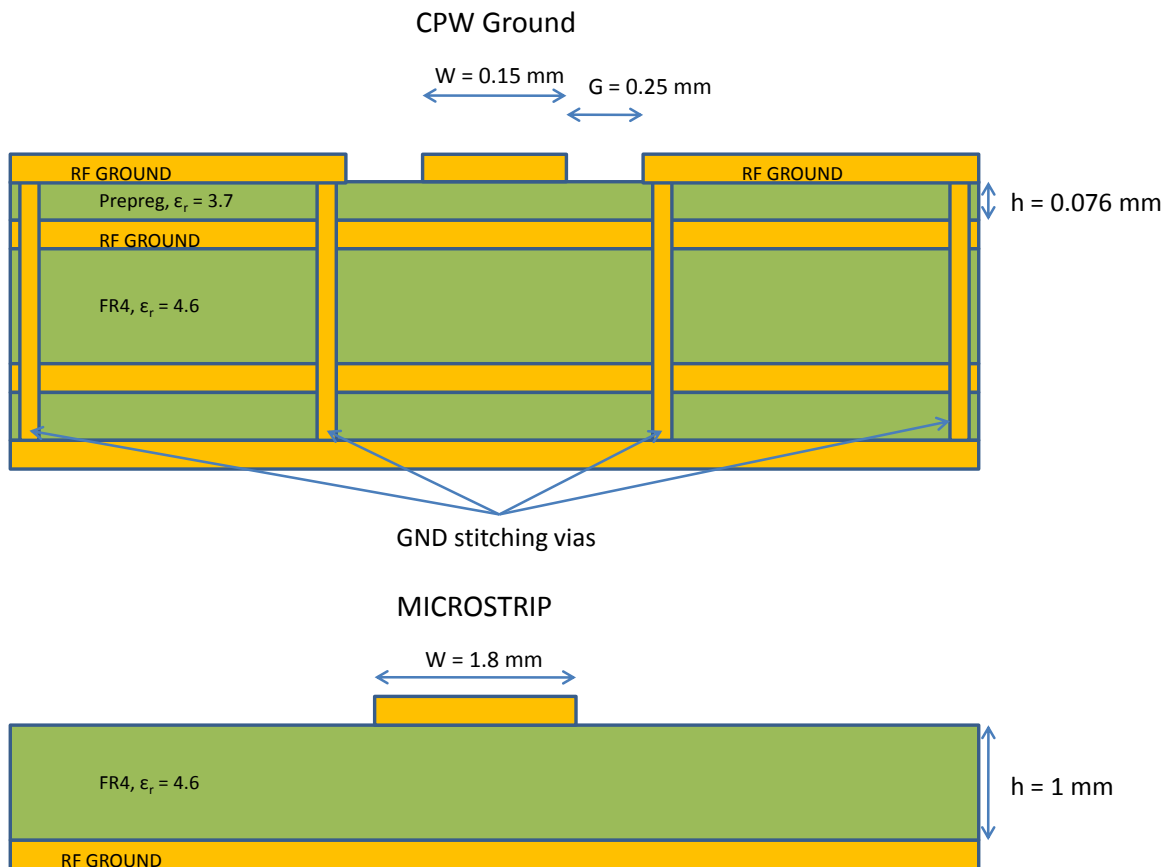 CPW Ground
W = 0.15 mm
G = 0.25 mm
RF GROUND
RF GROUND
Prepreg, εr = 3.7
h = 0.076 mm
RF GROUND
FR4, εr = 4.6
GND stitching vias
MICROSTRIP
W = 1.8 mm
FR4, εr = 4.6
h = 1 mm
RF GROUND